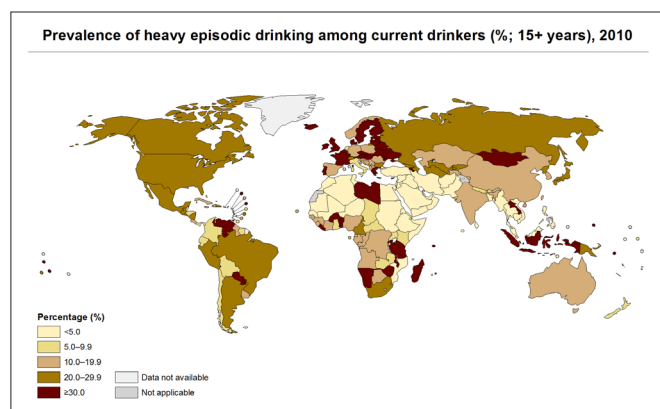 Prevalence of heavy episodic drinking among current drinkers (%; 15+ years), 2010
Percentage (%)
<5.0
5.0–9.9
10.0–19.9
20.0–29.9
≥30.0
Data not available
Not applicable